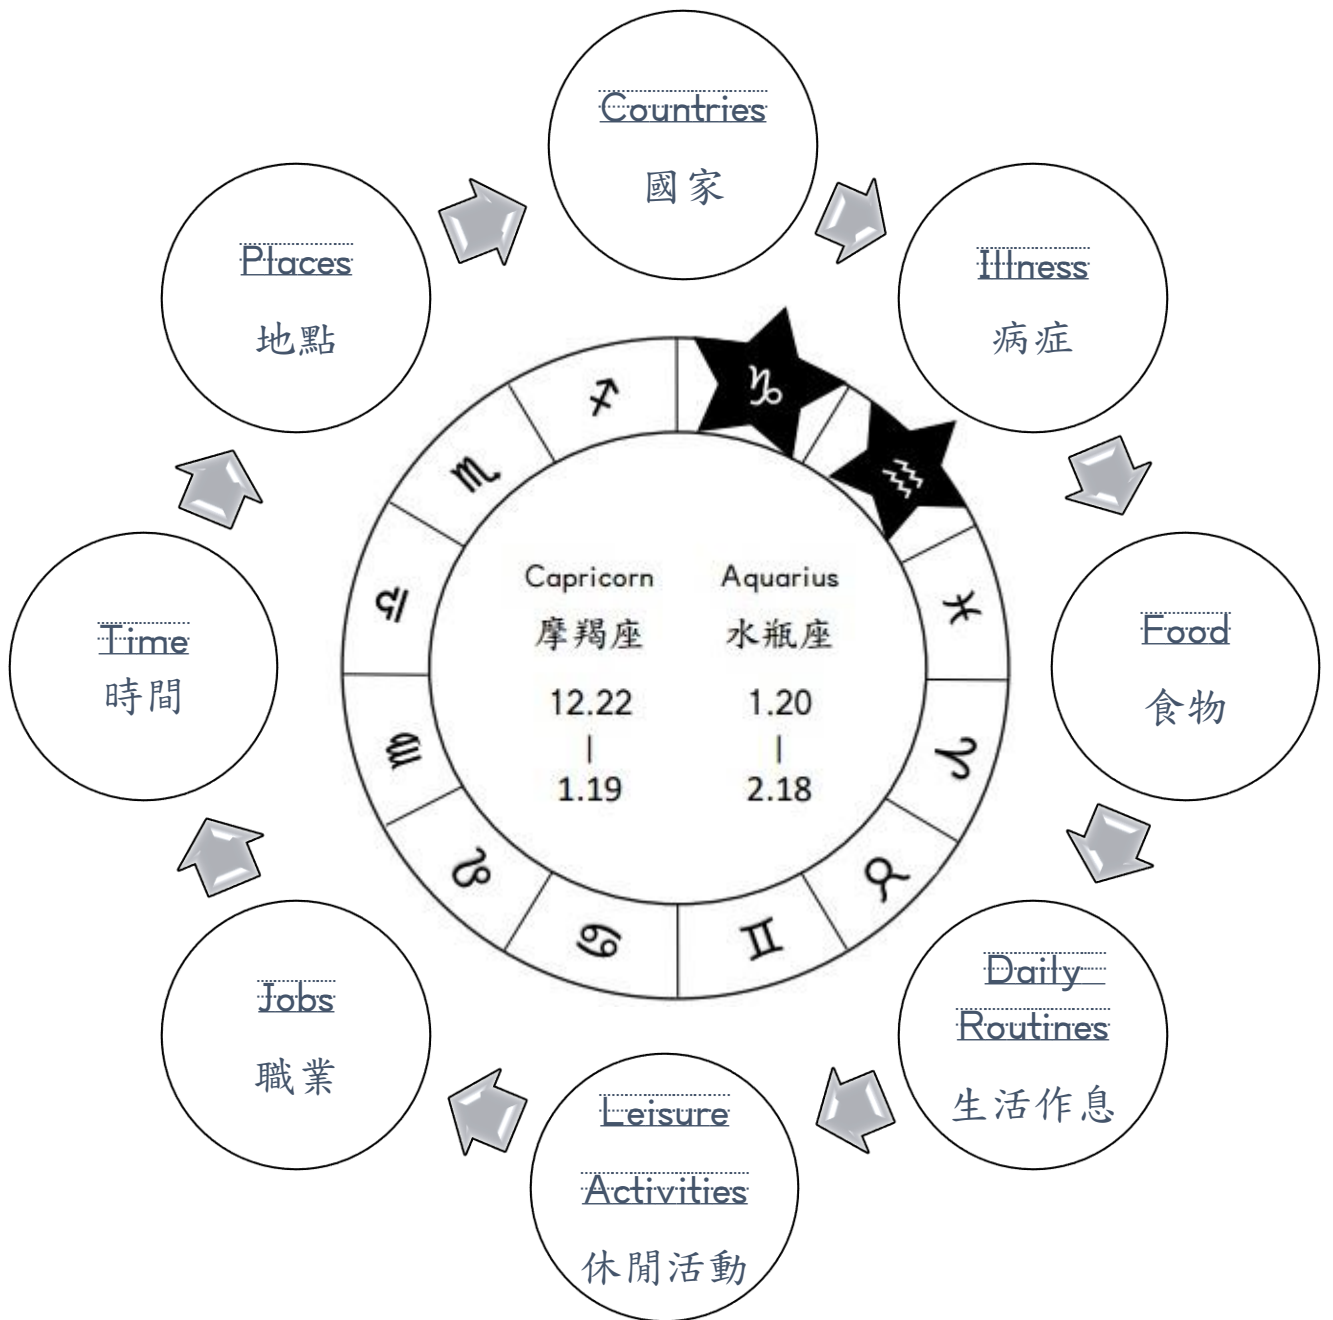 Countries
國家
Illness
病症
Food
食物
Daily
Routines
生活作息
Leisure
Activities
休閒活動
Jobs
職業
Time
時間
Places
地點
Capricorn
摩羯座
12.22
|
1.19
Aquarius
水瓶座
1.20
|
2.18
♑
♒
♓
♈
♉
♊
♋
♌
♍
♎
♏
♐